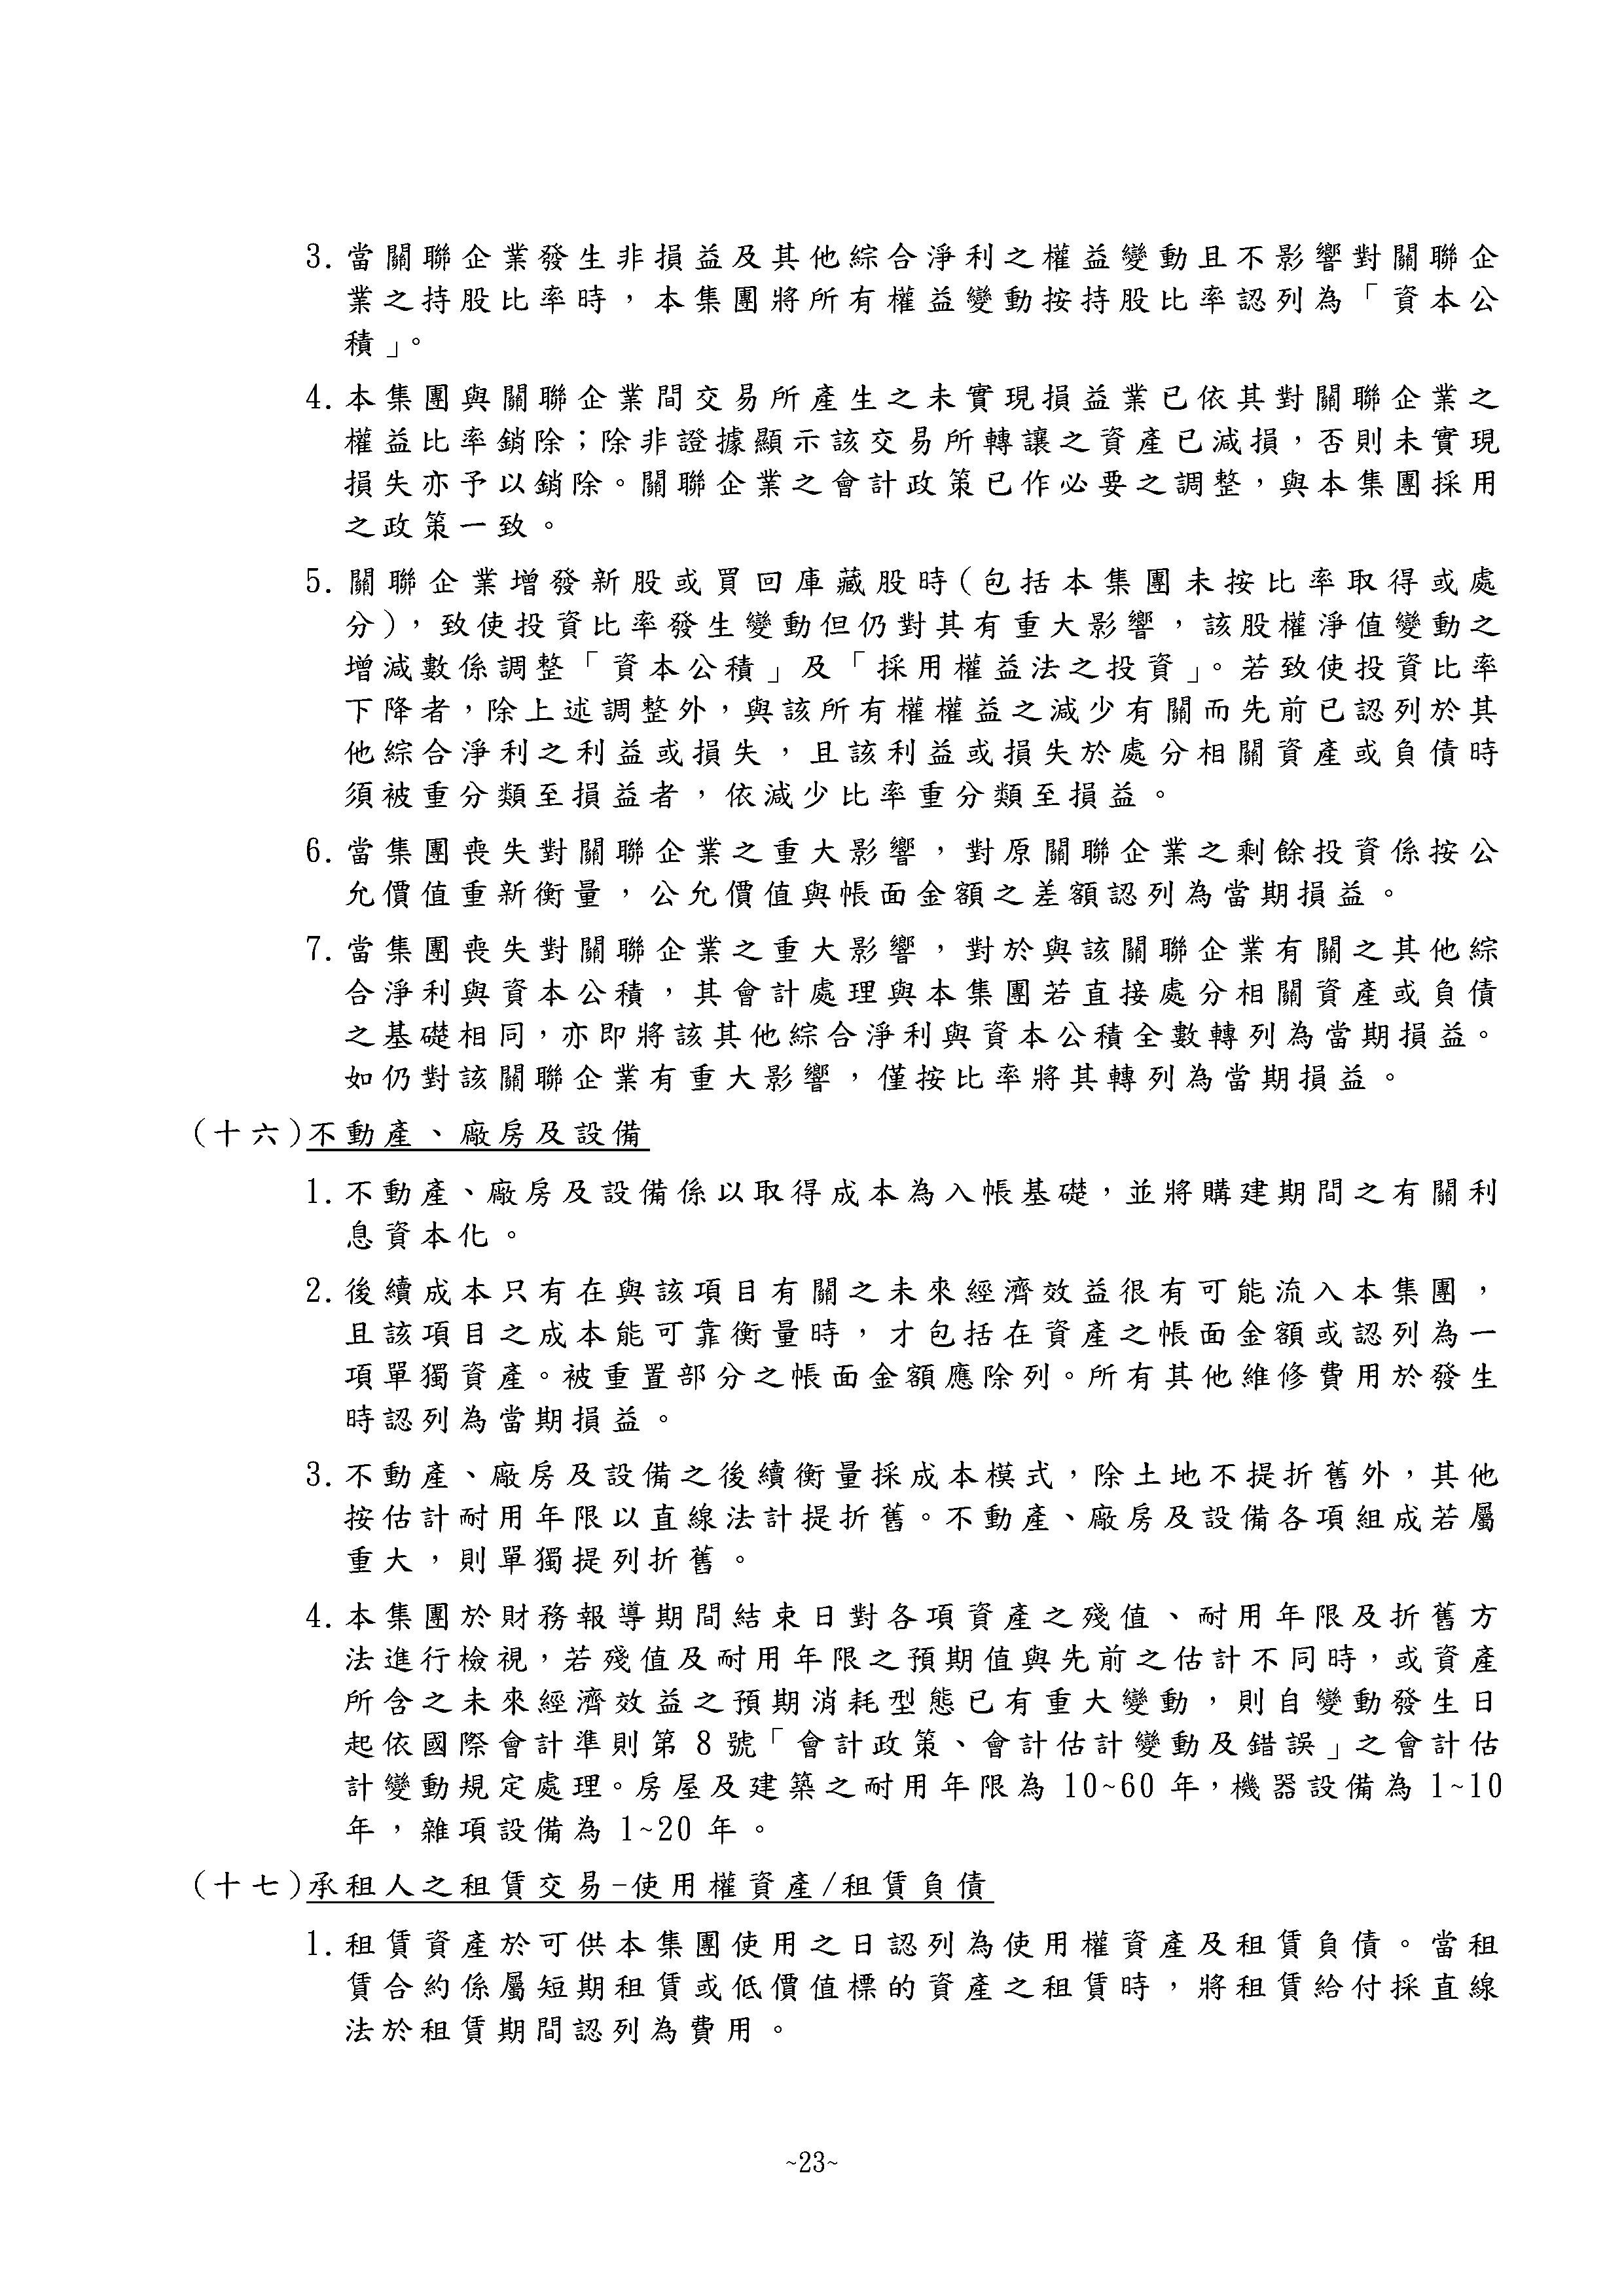 3.當關聯企業發生非損益及其他綜合淨利之權益變動且不影響對關聯企
業之持股比率時，本集團將所有權益變動按持股比率認列為「資本公
積」。
4.本集團與關聯企業間交易所產生之未實現損益業已依其對關聯企業之
權益比率銷除；除非證據顯示該交易所轉讓之資產已減損，否則未實現
損失亦予以銷除。關聯企業之會計政策已作必要之調整，與本集團採用
之政策一致。
5.關聯企業增發新股或買回庫藏股時(包括本集團未按比率取得或處
分)，致使投資比率發生變動但仍對其有重大影響，該股權淨值變動之
增減數係調整「資本公積」及「採用權益法之投資」。若致使投資比率
下降者，除上述調整外，與該所有權權益之減少有關而先前已認列於其
他綜合淨利之利益或損失，且該利益或損失於處分相關資產或負債時
須被重分類至損益者，依減少比率重分類至損益。
6.當集團喪失對關聯企業之重大影響，對原關聯企業之剩餘投資係按公
允價值重新衡量，公允價值與帳面金額之差額認列為當期損益。
7.當集團喪失對關聯企業之重大影響，對於與該關聯企業有關之其他綜
合淨利與資本公積，其會計處理與本集團若直接處分相關資產或負債
之基礎相同，亦即將該其他綜合淨利與資本公積全數轉列為當期損益。
如仍對該關聯企業有重大影響，僅按比率將其轉列為當期損益。
(十六)不動產、廠房及設備
1.不動產、廠房及設備係以取得成本為入帳基礎，並將購建期間之有關利
息資本化。
2.後續成本只有在與該項目有關之未來經濟效益很有可能流入本集團，
且該項目之成本能可靠衡量時，才包括在資產之帳面金額或認列為一
項單獨資產。被重置部分之帳面金額應除列。所有其他維修費用於發生
時認列為當期損益。
3.不動產、廠房及設備之後續衡量採成本模式，除土地不提折舊外，其他
按估計耐用年限以直線法計提折舊。不動產、廠房及設備各項組成若屬
重大，則單獨提列折舊。
4.本集團於財務報導期間結束日對各項資產之殘值、耐用年限及折舊方
法進行檢視，若殘值及耐用年限之預期值與先前之估計不同時，或資產
所含之未來經濟效益之預期消耗型態已有重大變動，則自變動發生日
起依國際會計準則第 8 號「會計政策、會計估計變動及錯誤」之會計估
計變動規定處理。房屋及建築之耐用年限為 10~60 年，機器設備為 1~10
年，雜項設備為 1~20 年。
(十七)承租人之租賃交易-使用權資產/租賃負債
1.租賃資產於可供本集團使用之日認列為使用權資產及租賃負債。當租
賃合約係屬短期租賃或低價值標的資產之租賃時，將租賃給付採直線
法於租賃期間認列為費用。
~23~